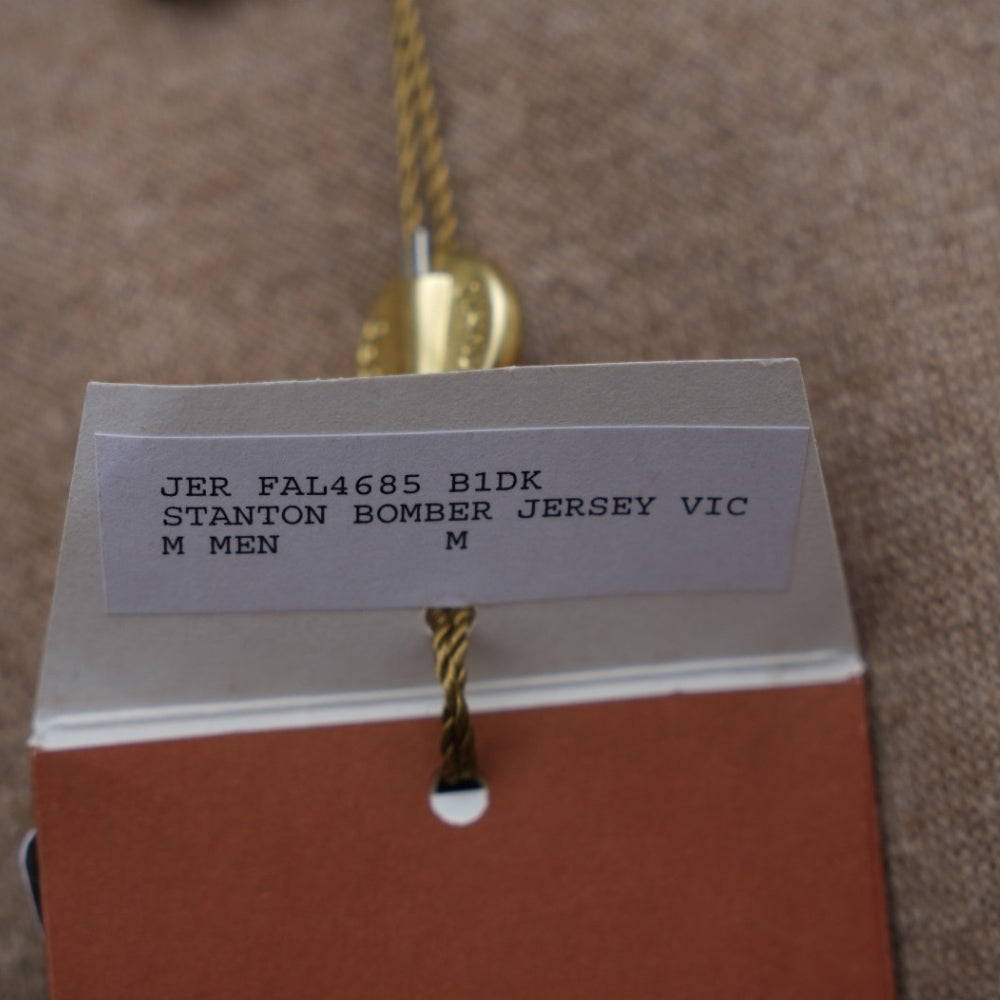 JER FAL4685 B1DK
STANTON BOMBER JERSEY VIC
M MEN M